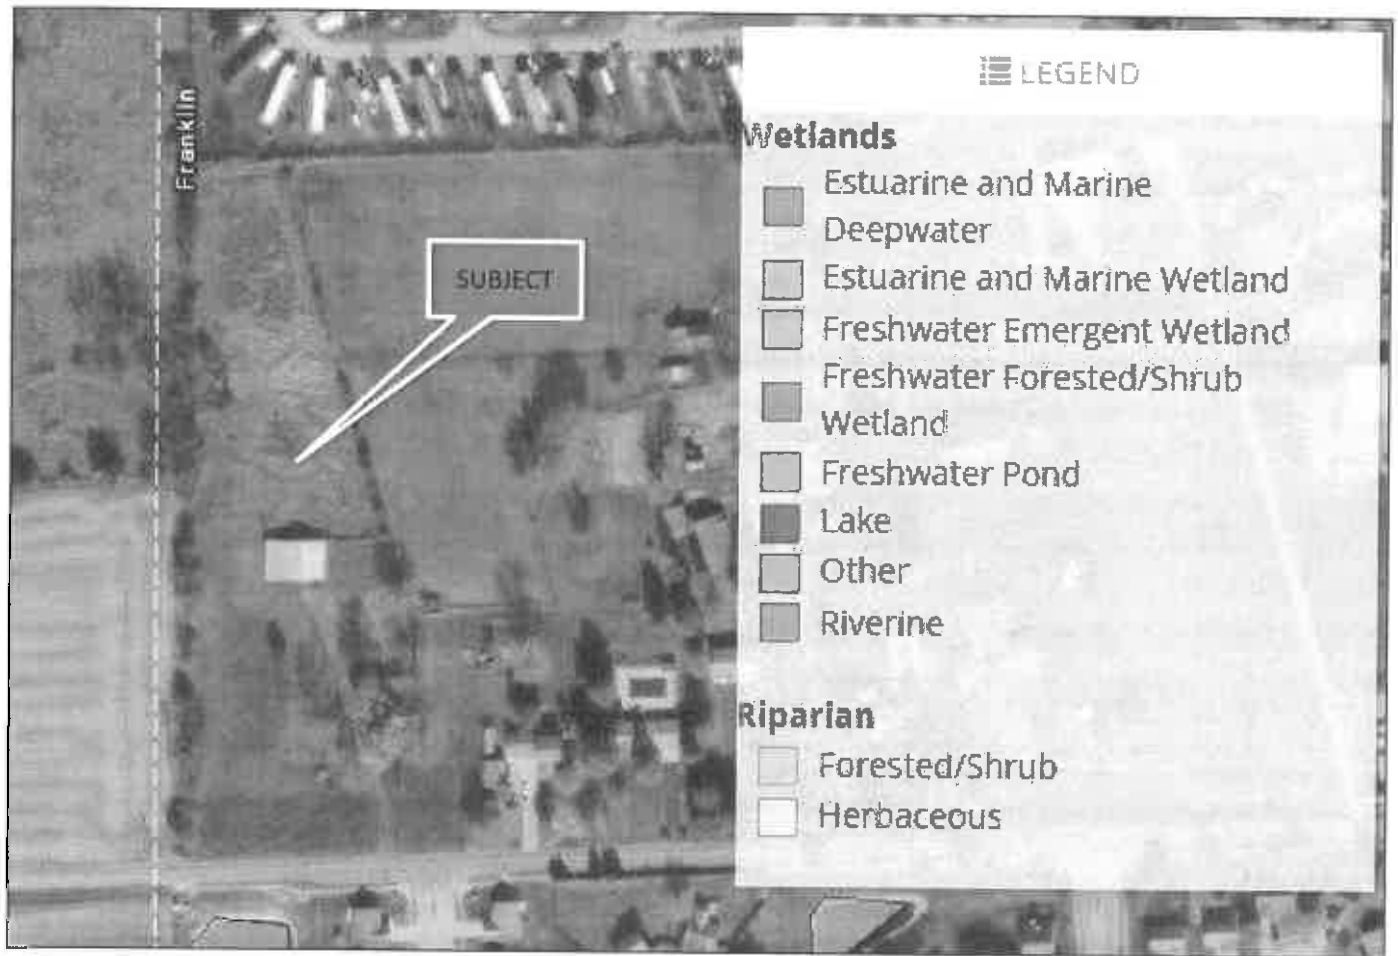 Franklin
SUBJECT
LEGEND
Wetlands
Estuarine and Marine
Deepwater
Estuarine and Marine Wetland
Freshwater Emergent Wetland
Freshwater Forested/Shrub
Wetland
Freshwater Pond
Lake
Other
Riverine
Riparian
Forested/Shrub
Herbaceous